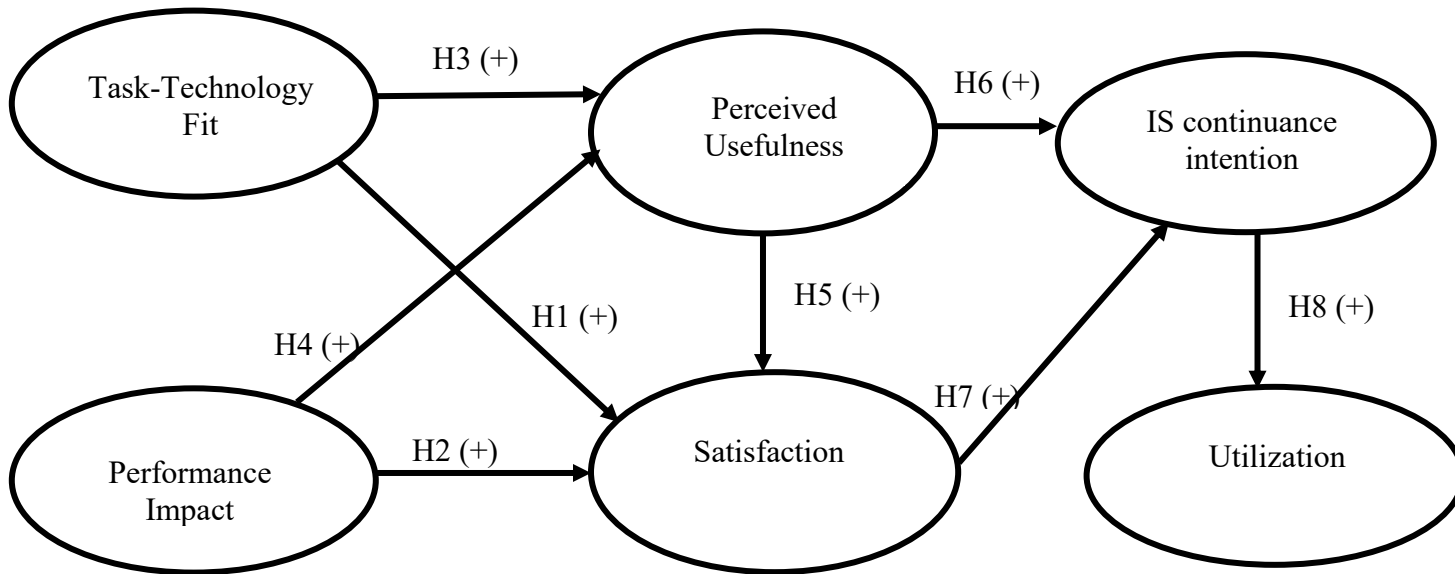 H3 (+)
Task-Technology
Fit
Perceived
Usefulness
H6 (+)
IS continuance
intention
H5 (+)
H8 (+)
H1 (+)
H4 (+)
H7 (+)
Performance
Impact
H2 (+)
Satisfaction
Utilization